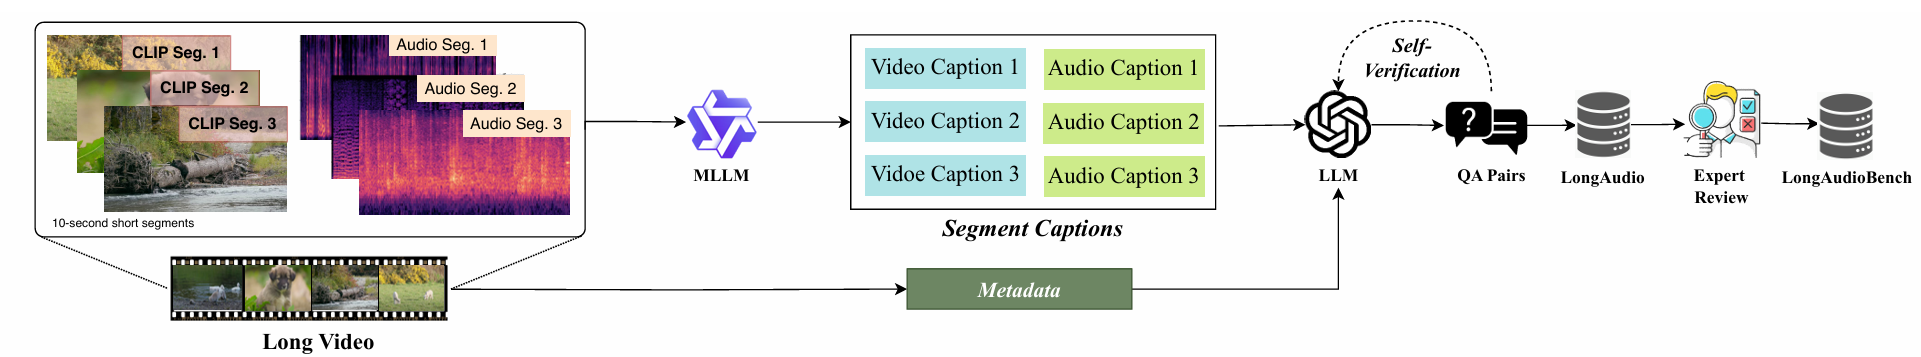 CLIP Seg. 1
CLIP Seg. 2
CLIP Seg. 3
Audio Seg. 1
Audio Seg. 2
Audio Seg. 3
10-second short segments
Long Video
MLLM
Video Caption 1
Audio Caption 1
Video Caption 2
Audio Caption 2
Vidoe Caption 3
Audio Caption 3
Segment Captions
Metadata
Self-
Verification
LLM
?
QA Pairs
LongAudio
Expert
Review
LongAudioBench